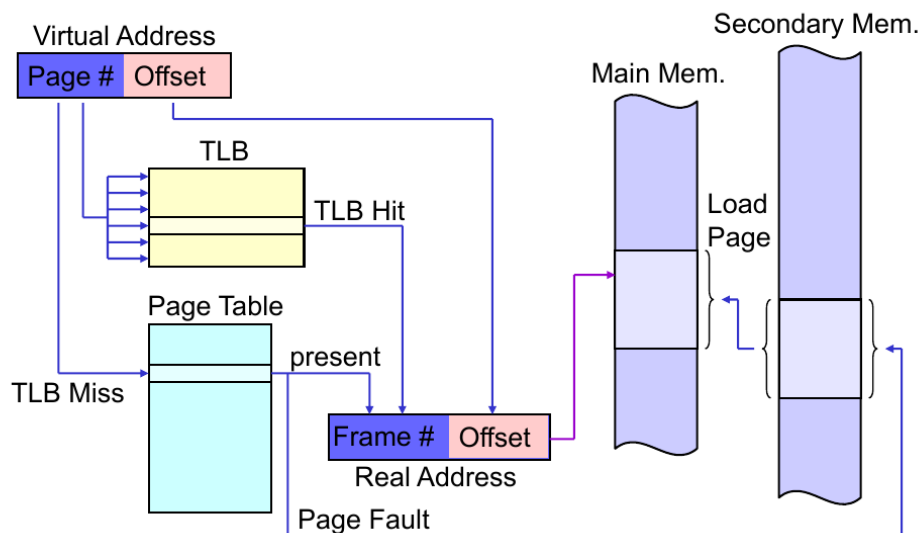 Virtual Address
Page # Offset
Secondary Mem.
Main Mem.
TLB
TLB Hit
Load
Page
Page Table
present
TLB Miss
Frame # Offset
Real Address
Page Fault